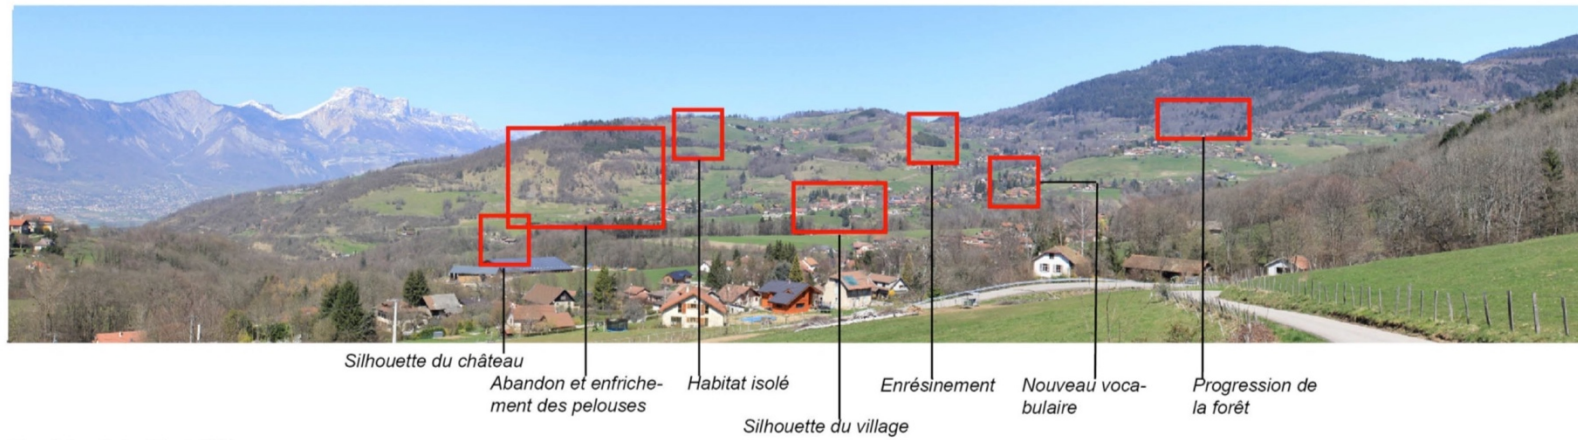 Silhouette du château
Abandon et enfriche-
ment des pelouses
Habitat isolé
Silhouette du village
Enrésinement
Nouveau voca-
bulaire
Progression de
la forêt